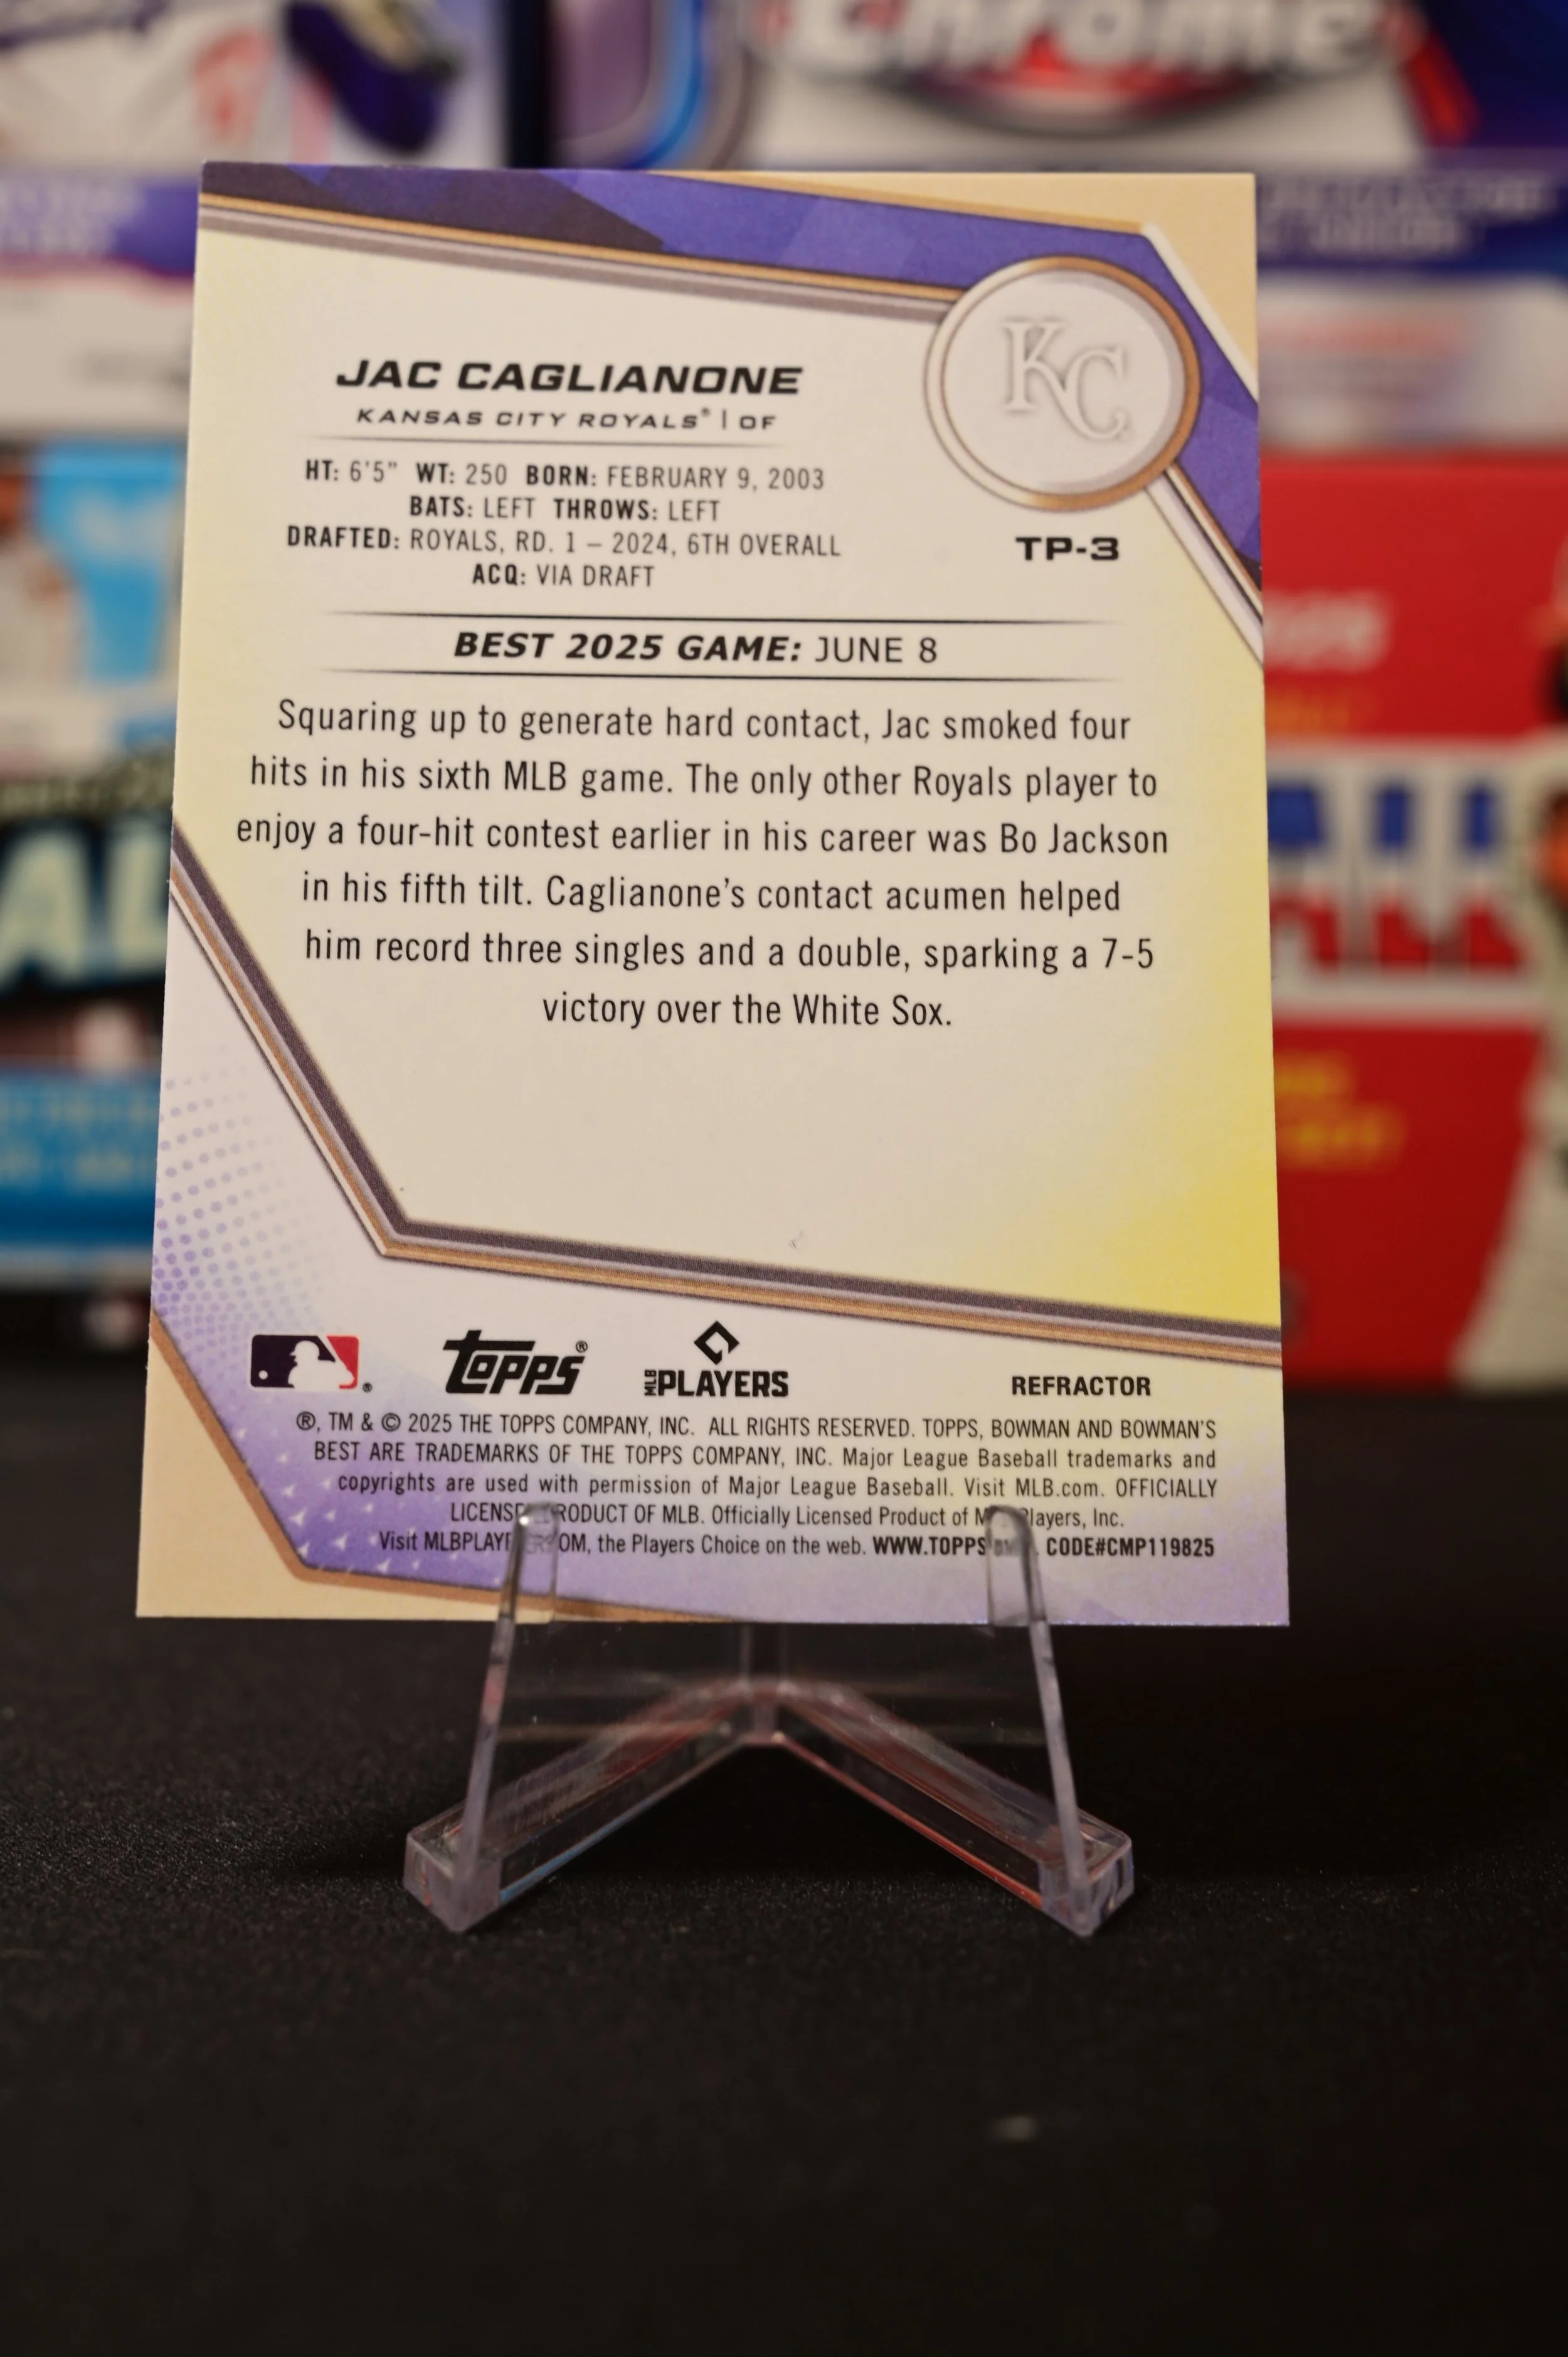 Chrome
JAC CAGLIANONE
KANSAS CITY ROYALS® | OF
KC
HT: 6'5" WT: 250 BORN: FEBRUARY 9, 2003
BATS: LEFT THROWS: LEFT
DRAFTED: ROYALS, RD. 1 – 2024, 6TH OVERALL
ACQ: VIA DRAFT
TP-3
BEST 2025 GAME: JUNE 8
Squaring up to generate hard contact, Jac smoked four
hits in his sixth MLB game. The only other Royals player to
enjoy a four-hit contest earlier in his career was Bo Jackson
in his fifth tilt. Caglianone's contact acumen helped
him record three singles and a double, sparking a 7-5
victory over the White Sox.
® topps® MLB PLAYERS REFRACTOR
®, TM & © 2025 THE TOPPS COMPANY, INC. ALL RIGHTS RESERVED. TOPPS, BOWMAN AND BOWMAN'S
BEST ARE TRADEMARKS OF THE TOPPS COMPANY, INC. Major League Baseball trademarks and
copyrights are used with permission of Major League Baseball. Visit MLB.com. OFFICIALLY
PRODUCT OF MLB. Officially Licensed Product of Players, Inc.
Visit the Players Choice on the web. WWW.TOPPS CODE#CMP119825